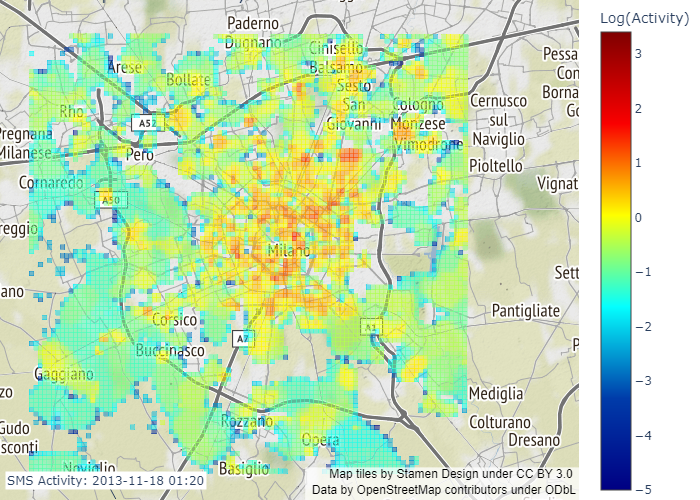 Log(Activity)
Paderno
Dugnano
Cinisello
Balsamo
Arese
Bollate
Sesto
San
Giovanni
Pessa
Con
Borna
Go
Rho
A52
Cologno
Monzese
Cernusco
sul
Naviglio
Pregnana
Milanese
Pero
Vimodrone
Pioltello
Cornaredo
Vignat
A50
reggio
Milano
Sett
ano
Pantigliate
Corsico
A7
A1
Buccinasco
P
Gaggiano
zo
Mediglia
Rozzano
Colturano
Gudo
sconti
Opera
Dresano
Noviglio
Basiglio
SMS Activity: 2013-11-18 01:20
Map tiles by Stamen Design under CC BY 3.0
Data by OpenStreetMap contributors under ODbL
3
2
1
0
−1
−2
−3
−4
−5